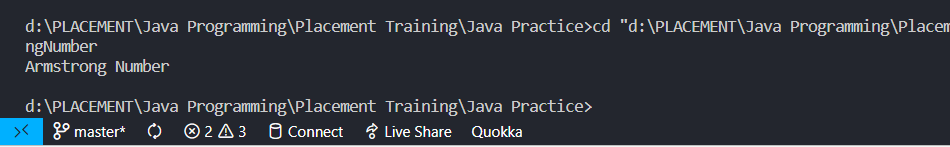 d:\PLACEMENT\Java Programming\Placement Training\Java Practice>cd "d:\PLACEMENT\Java Programming\Placem
ngNumber
Armstrong Number
d:\PLACEMENT\Java Programming\Placement Training\Java Practice>
master* 2 3 Connect Live Share Quokka